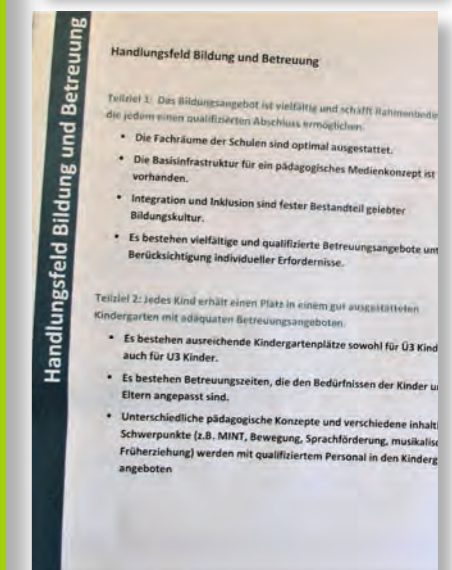 Handlungsfeld Bildung und Betreuung
Handlungsfeld Bildung und Betreuung
Teilziel 1: Das Bildungsangebot ist vielfältig und schafft Rahmenbedin
die jedem einen qualifizierten Abschluss ermöglichen.
• Die Fachräume der Schulen sind optimal ausgestattet.
• Die Basisinfrastruktur für ein pädagogisches Medienkonzept ist
vorhanden.
• Integration und Inklusion sind fester Bestandteil gelebter
Bildungskultur.
• Es bestehen vielfältige und qualifizierte Betreuungsangebote unt
Berücksichtigung individueller Erfordernisse.
Teilziel 2: Jedes Kind erhält einen Platz in einem gut ausgestatteten
Kindergarten mit adäquaten Betreuungsangeboten.
• Es bestehen ausreichende Kindergartenplätze sowohl für Ü3 Kind
auch für U3 Kinder.
• Es bestehen Betreuungszeiten, die den Bedürfnissen der Kinder u
Eltern angepasst sind.
• Unterschiedliche pädagogische Konzepte und verschiedene inhaltl
Schwerpunkte (z.B. MINT, Bewegung, Sprachförderung, musikalisc
Früherziehung) werden mit qualifiziertem Personal in den Kinderg
angeboten